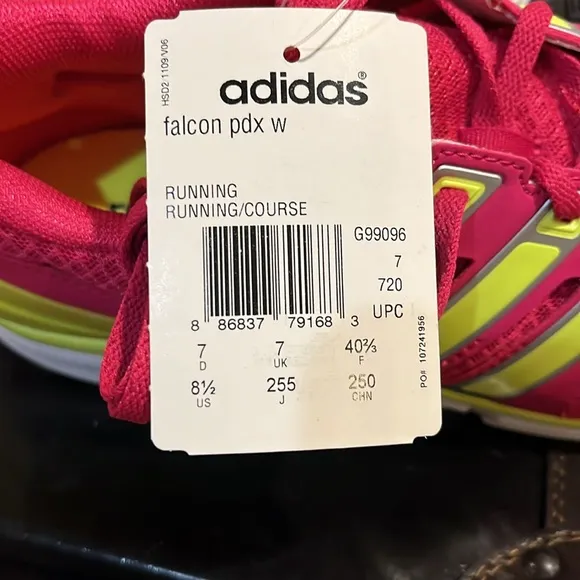 HSD2 1109 V06
adidas®
falcon pdx w
RUNNING
RUNNING/COURSE
G99096
7
720
UPC
8 86837 79168 3
7 7 40⅔
D UK F
8½ 255 250
US J CHN
PO# 107241956